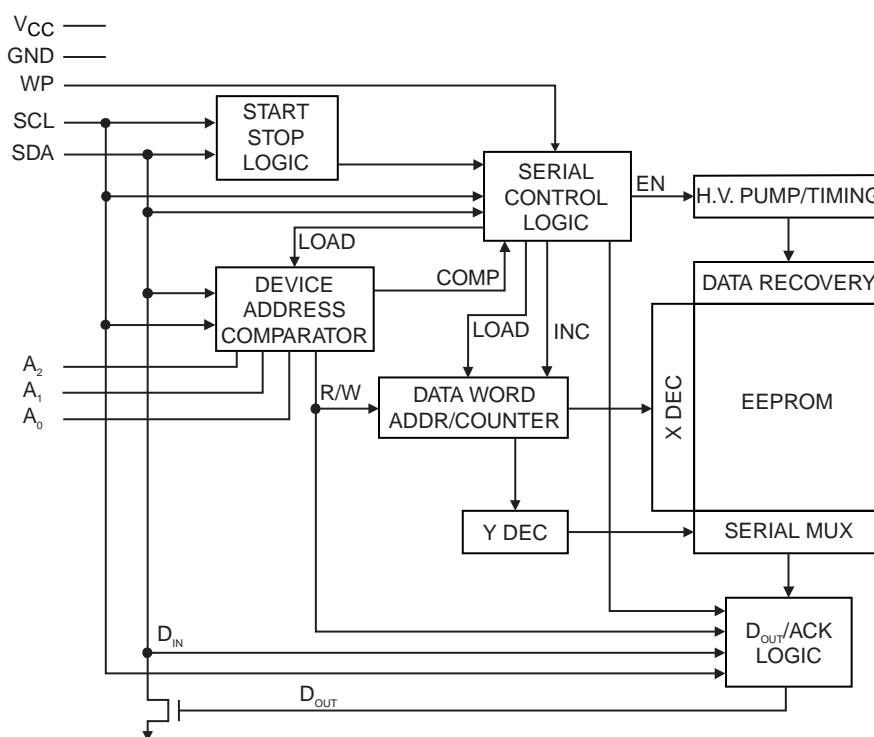 VCC
GND
WP
SCL
SDA
START
STOP
LOGIC
SERIAL
CONTROL
LOGIC
EN
H.V. PUMP/TIMING
LOAD
COMP
DEVICE
ADDRESS
COMPARATOR
DATA RECOVERY
LOAD
INC
A2
A1
A0
R/W
DATA WORD
ADDR/COUNTER
X DEC
EEPROM
Y DEC
SERIAL MUX
DIN
DOUT/ACK
LOGIC
DOUT